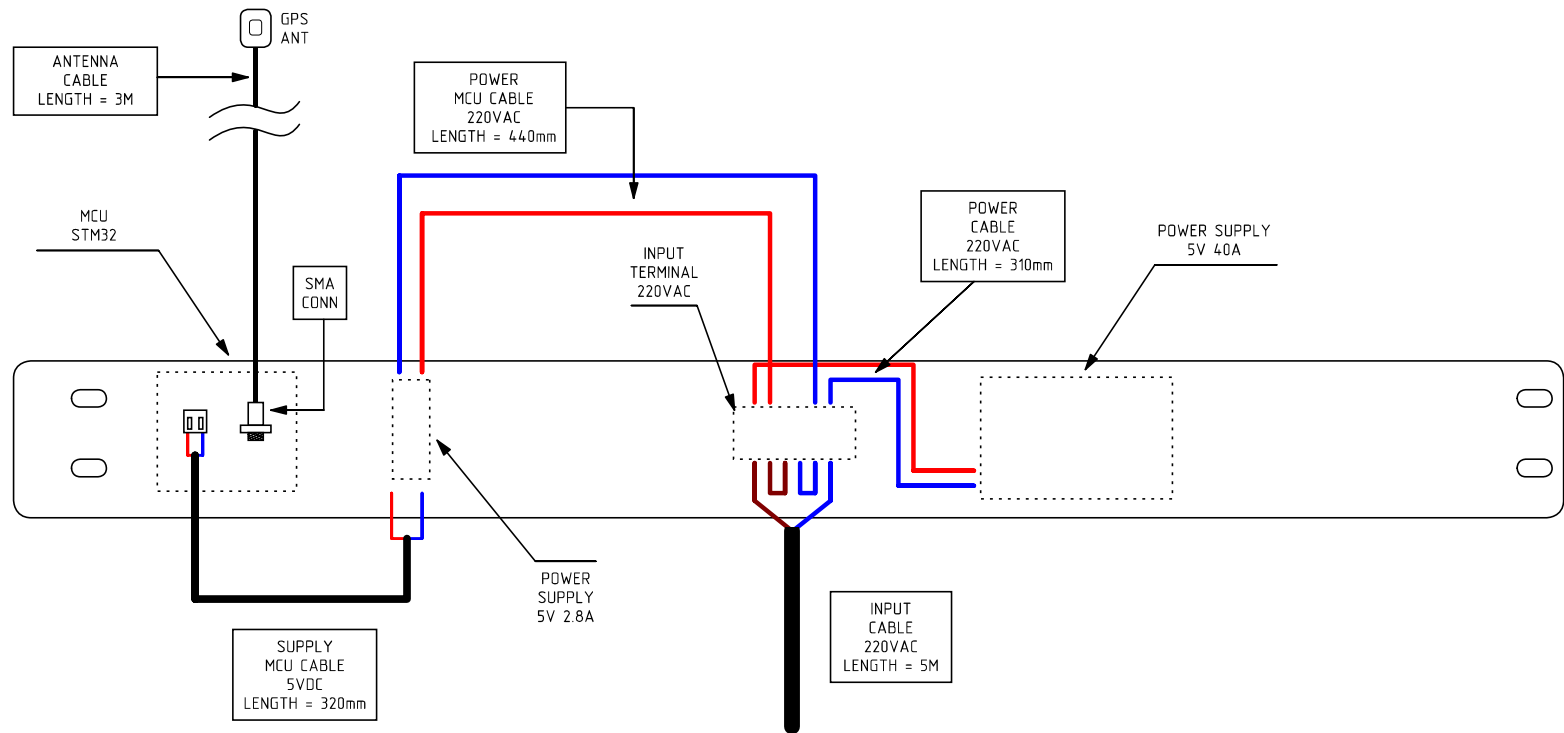 GPS
ANT
ANTENNA
CABLE
LENGTH = 3M
POWER
MCU CABLE
220VAC
LENGTH = 440mm
MCU
STM32
SMA
CONN
INPUT
TERMINAL
220VAC
POWER
CABLE
220VAC
LENGTH = 310mm
POWER SUPPLY
5V 40A
POWER
SUPPLY
5V 2.8A
SUPPLY
MCU CABLE
5VDC
LENGTH = 320mm
INPUT
CABLE
220VAC
LENGTH = 5M